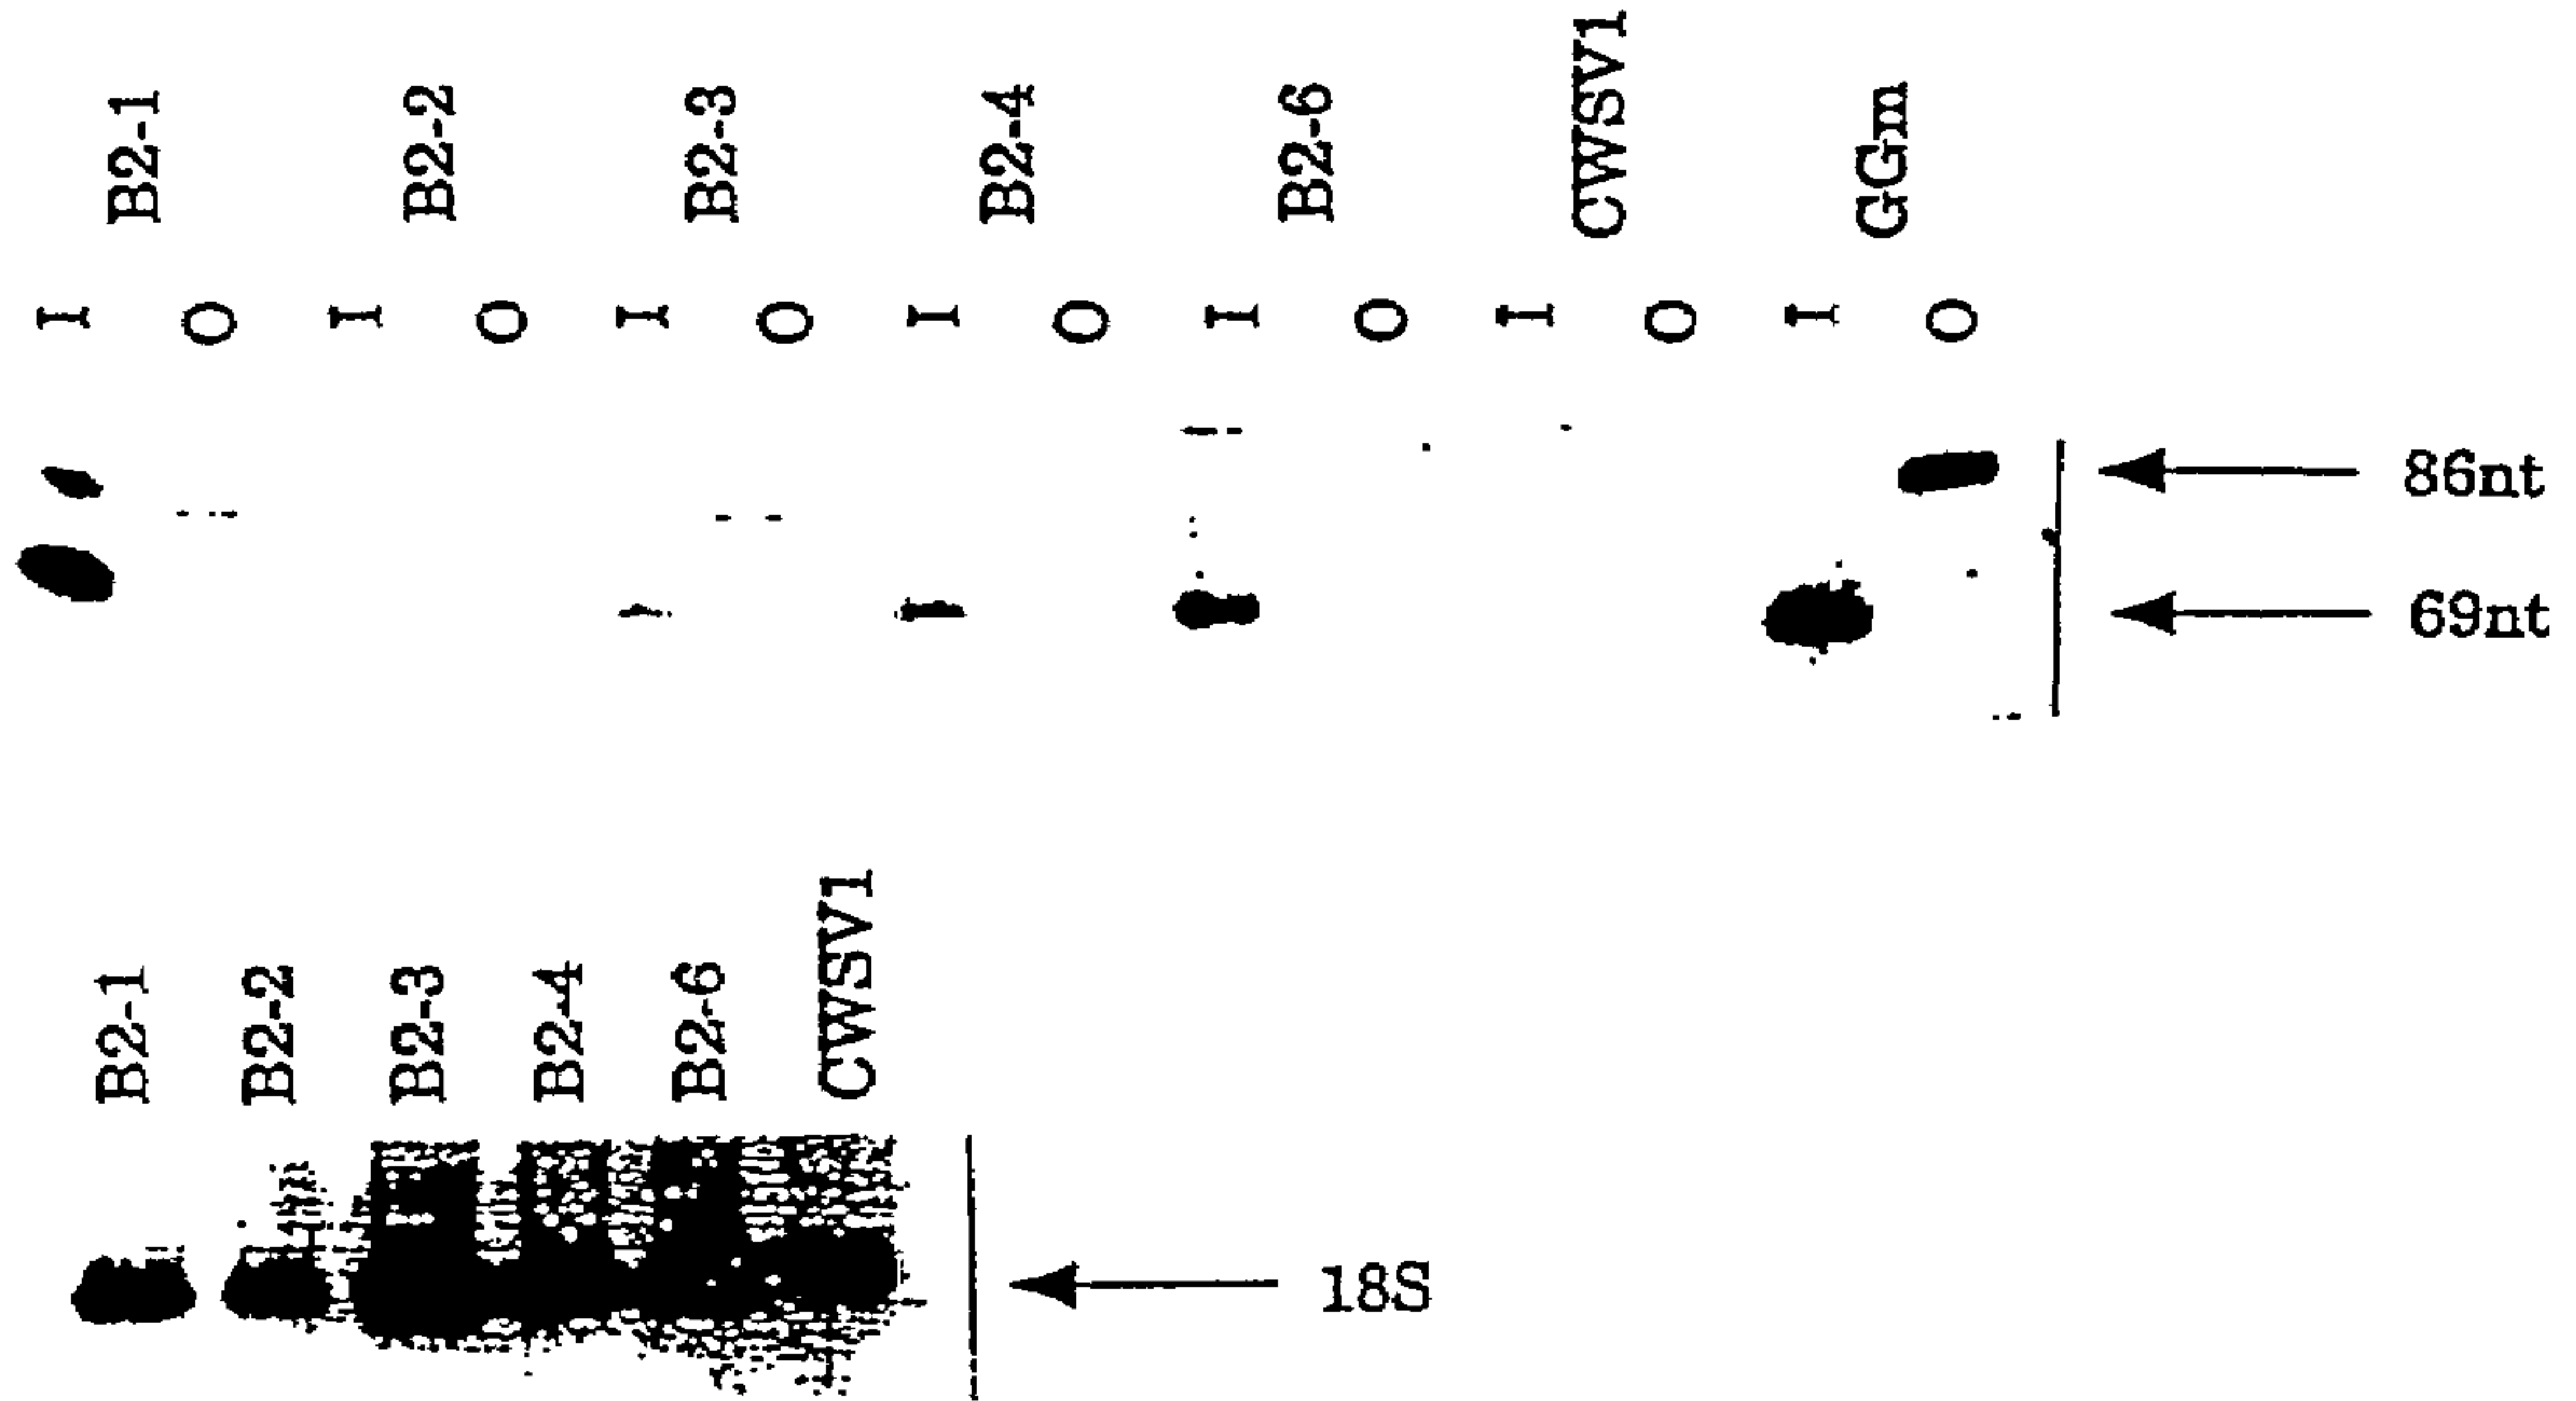 B2-1 B2-2 B2-3 B2-4 B2-6 CWSV1 GGm
I O I O I O I O I O I O I O
86nt
69nt
B2-1 B2-2 B2-3 B2-4 B2-6 CWSV1
18S